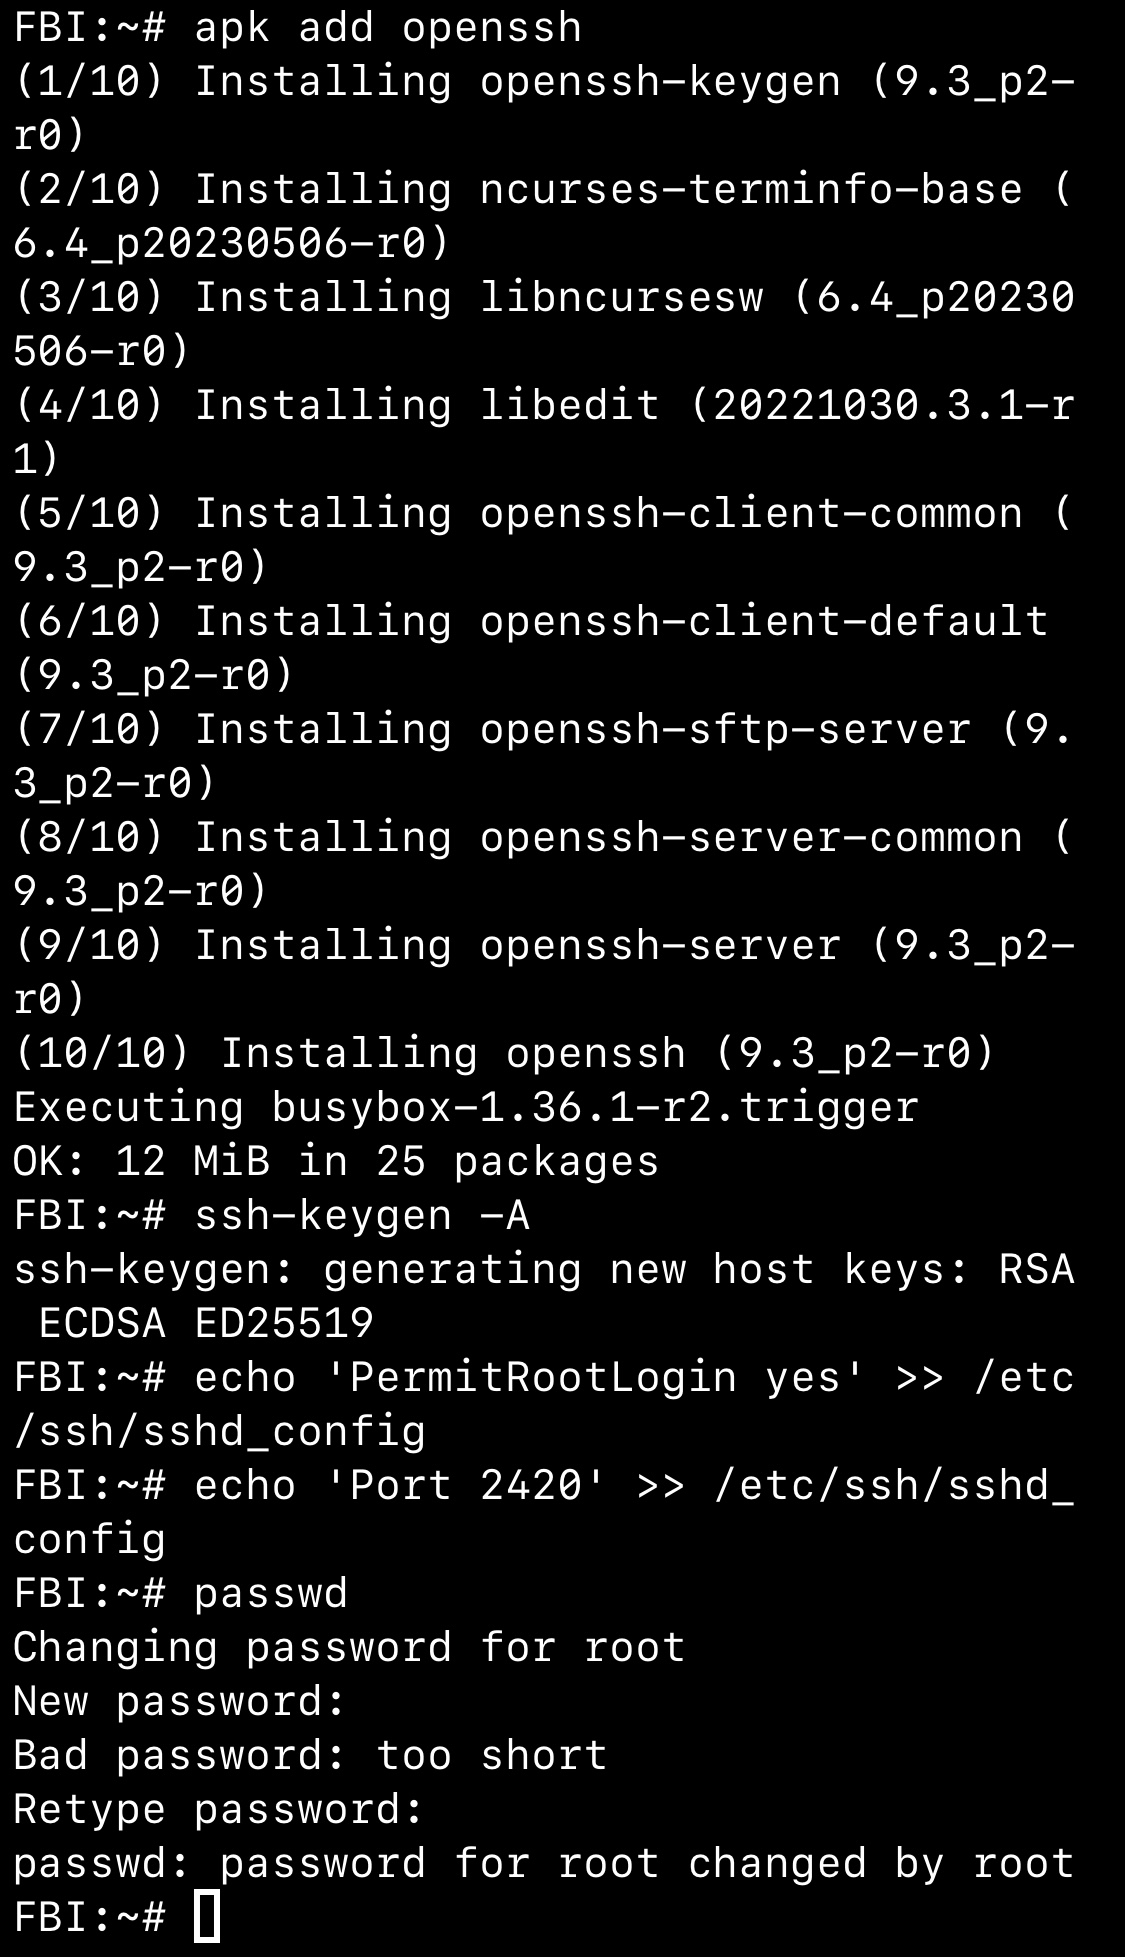 FBI:~# apk add openssh
(1/10) Installing openssh-keygen (9.3_p2-
r0)
(2/10) Installing ncurses-terminfo-base (
6.4_p20230506-r0)
(3/10) Installing libncursesw (6.4_p20230
506-r0)
(4/10) Installing libedit (20221030.3.1-r
1)
(5/10) Installing openssh-client-common (
9.3_p2-r0)
(6/10) Installing openssh-client-default
(9.3_p2-r0)
(7/10) Installing openssh-sftp-server (9.
3_p2-r0)
(8/10) Installing openssh-server-common (
9.3_p2-r0)
(9/10) Installing openssh-server (9.3_p2-
r0)
(10/10) Installing openssh (9.3_p2-r0)
Executing busybox-1.36.1-r2.trigger
OK: 12 MiB in 25 packages
FBI:~# ssh-keygen -A
ssh-keygen: generating new host keys: RSA
 ECDSA ED25519
FBI:~# echo 'PermitRootLogin yes' >> /etc
/ssh/sshd_config
FBI:~# echo 'Port 2420' >> /etc/ssh/sshd_
config
FBI:~# passwd
Changing password for root
New password:
Bad password: too short
Retype password:
passwd: password for root changed by root
FBI:~#